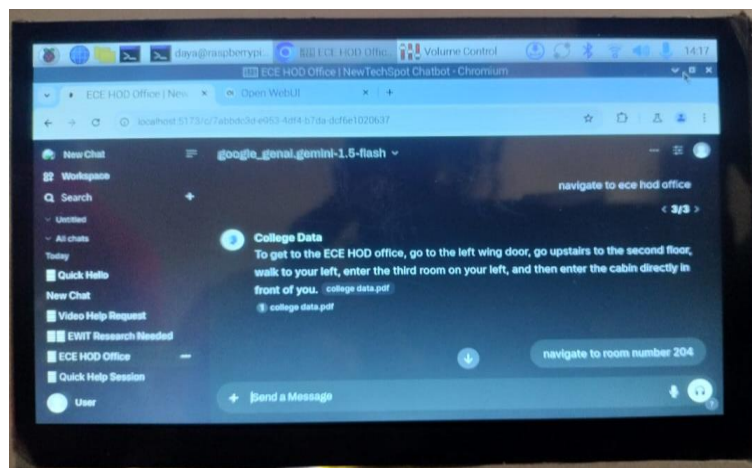 daya@raspberrypi...
ECE HOD Offic...
Volume Control
14:17
ECE HOD Office | NewTechSpot Chatbot - Chromium
ECE HOD Office | New
Open WebUI
New Chat
google_genai.gemini-1.5-flash
Workspace
navigate to ece hod office
Search
3/3
Untitled
All chats
College Data
Today
To get to the ECE HOD office, go to the left wing door, go upstairs to the second floor,
Quick Hello
walk to your left, enter the third room on your left, and then enter the cabin directly in
New Chat
front of you. college data.pdf
Video Help Request
1 college data.pdf
EWIT Research Needed
ECE HOD Office
navigate to room number 204
Quick Help Session
User
Send a Message